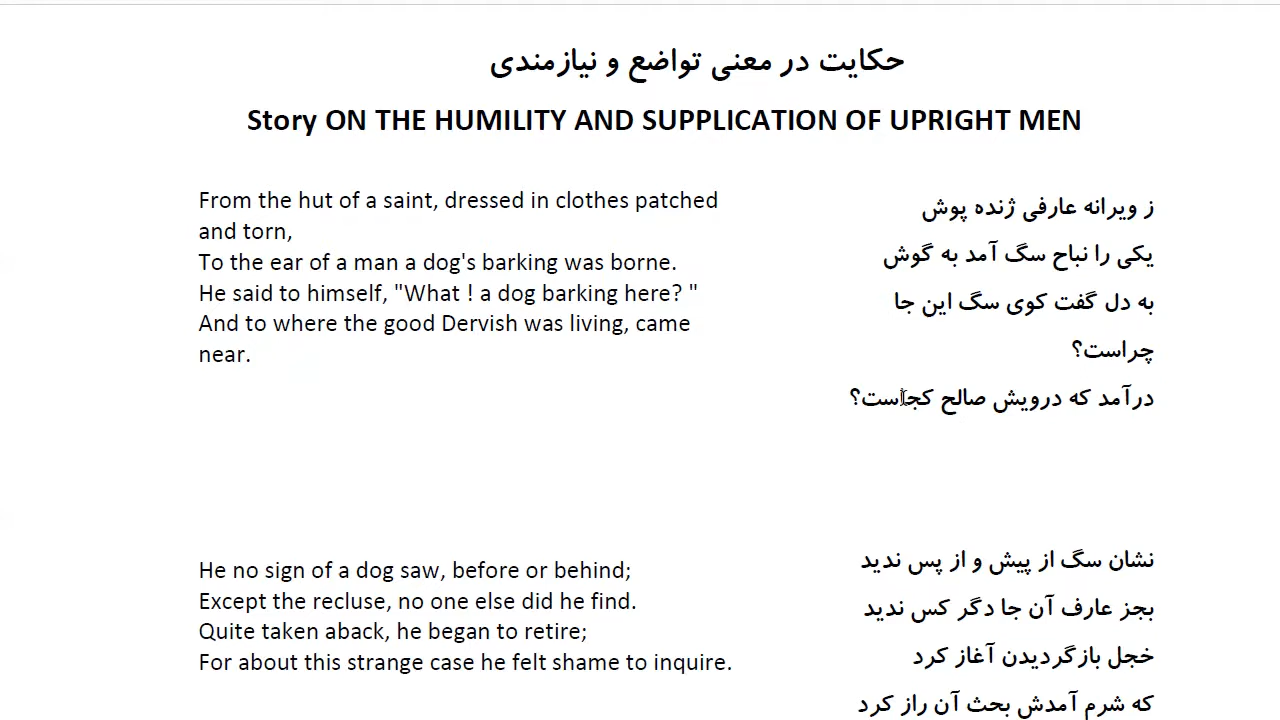 حکایت در معنی تواضع و نیازمندی
Story ON THE HUMILITY AND SUPPLICATION OF UPRIGHT MEN
From the hut of a saint, dressed in clothes patched
and torn,
To the ear of a man a dog's barking was borne.
He said to himself, "What ! a dog barking here? "
And to where the good Dervish was living, came
near.
ز ویرانه عارفی ژنده پوش
یکی را نباح سگ آمد به گوش
به دل گفت کوی سگ این جا
چراست؟
درآمد که درویش صالح کجاست؟
He no sign of a dog saw, before or behind;
Except the recluse, no one else did he find.
Quite taken aback, he began to retire;
For about this strange case he felt shame to inquire.
نشان سگ از پیش و از پس ندید
بجز عارف آن جا دگر کس ندید
خجل بازگردیدن آغاز کرد
که شرم آمدش بحث آن راز کرد